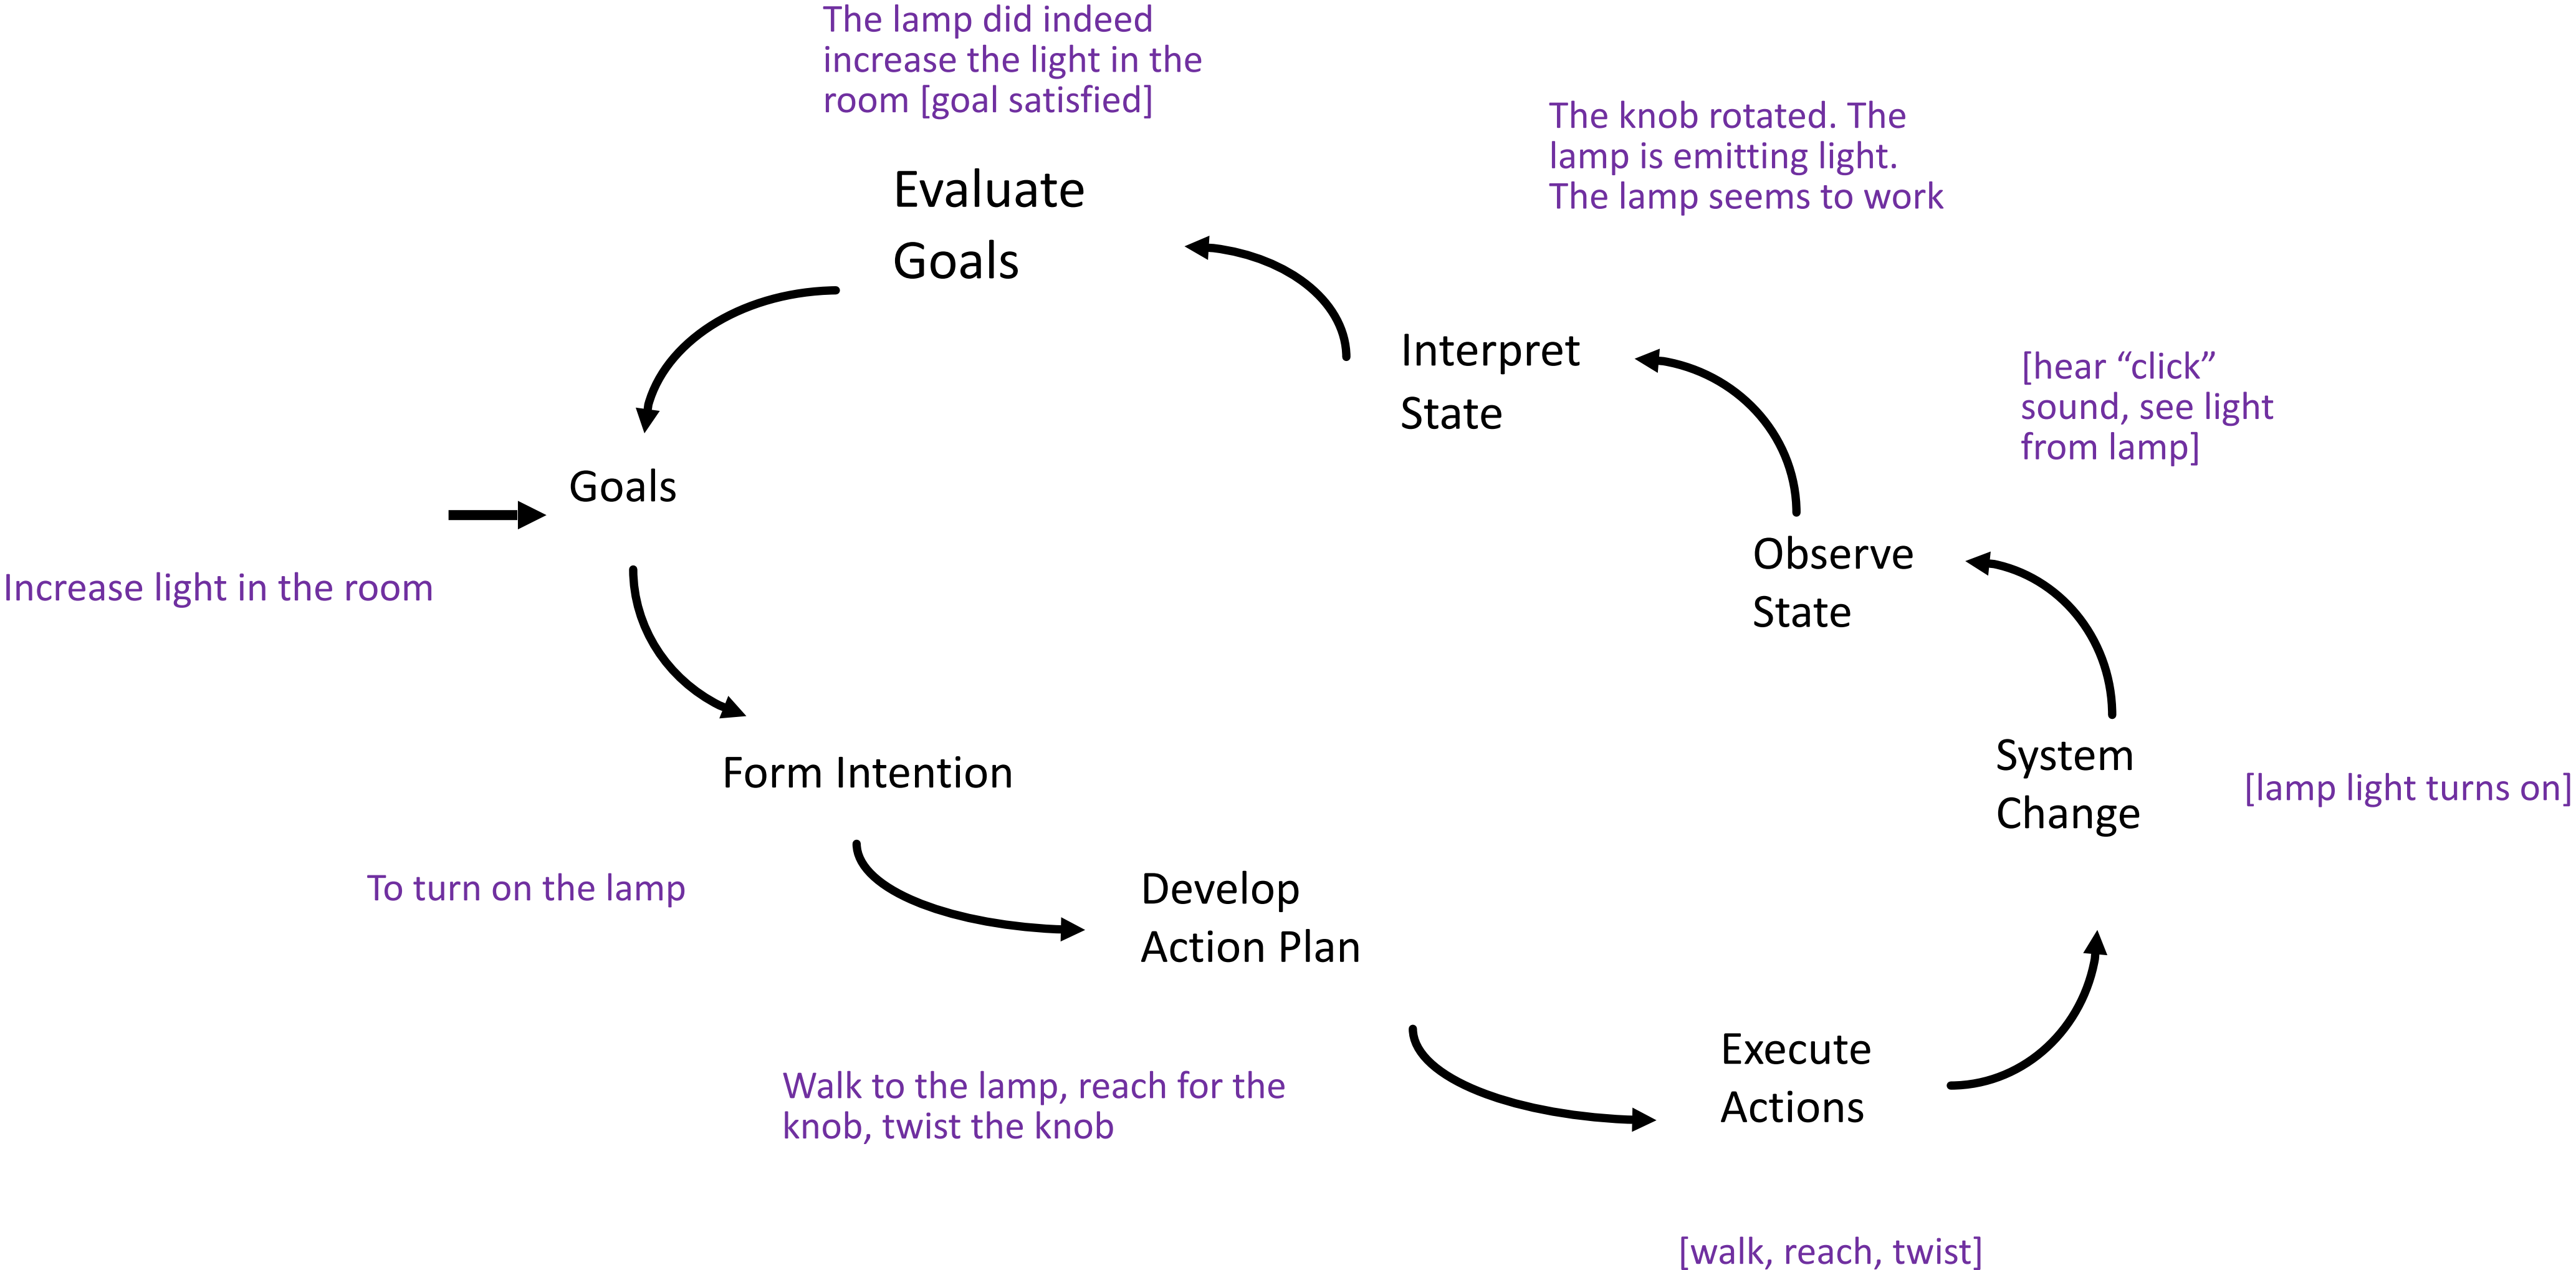 The lamp did indeed
increase the light in the
room [goal satisfied]
Evaluate
Goals
The knob rotated. The
lamp is emitting light.
The lamp seems to work
Interpret
State
[hear “click”
sound, see light
from lamp]
Goals
Increase light in the room
Observe
State
Form Intention
To turn on the lamp
System
Change
[lamp light turns on]
Develop
Action Plan
Walk to the lamp, reach for the
knob, twist the knob
Execute
Actions
[walk, reach, twist]